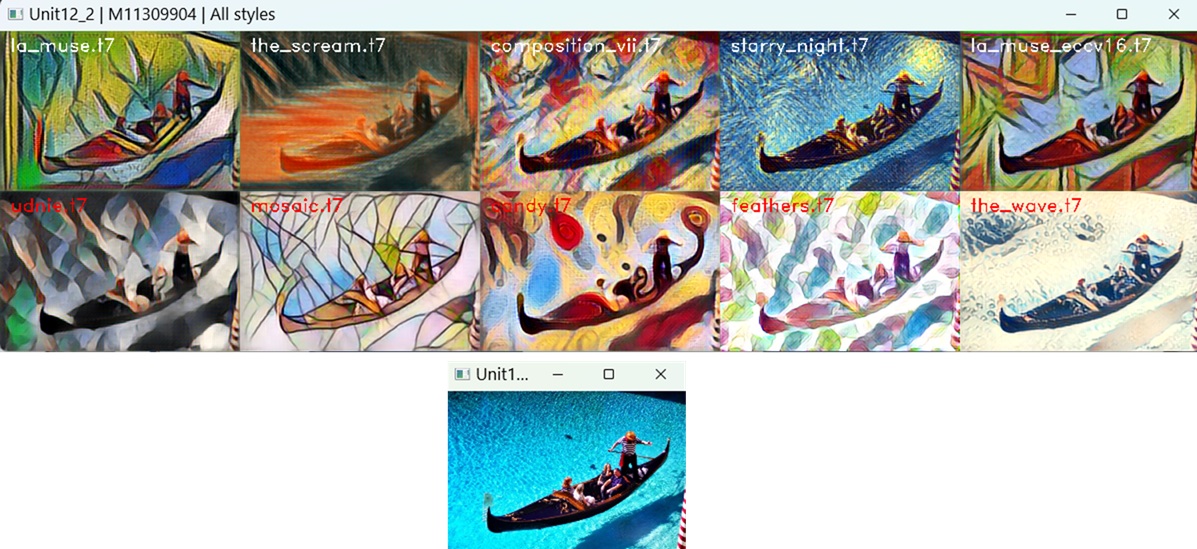 Unit12_2 | M11309904 | All styles
la_muse.t7
the_scream.t7
composition_vii.t7
starry_night.t7
la_muse_eccv16.t7
udnie.t7
mosaic.t7
candy.t7
feathers.t7
the_wave.t7
Unit1...